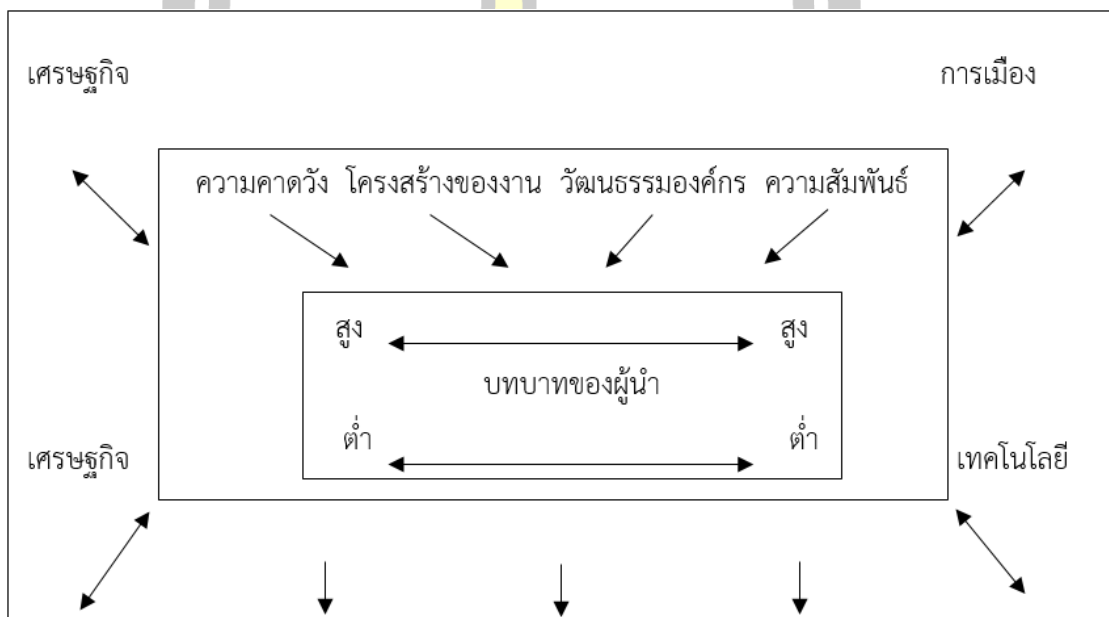 เศรษฐกิจ การเมือง
ความคาดวัง โครงสร้างของงาน วัฒนธรรมองค์กร ความสัมพันธ์
สูง สูง
บทบาทของผู้นำ
ต่ำ ต่ำ
เศรษฐกิจ เทคโนโลยี